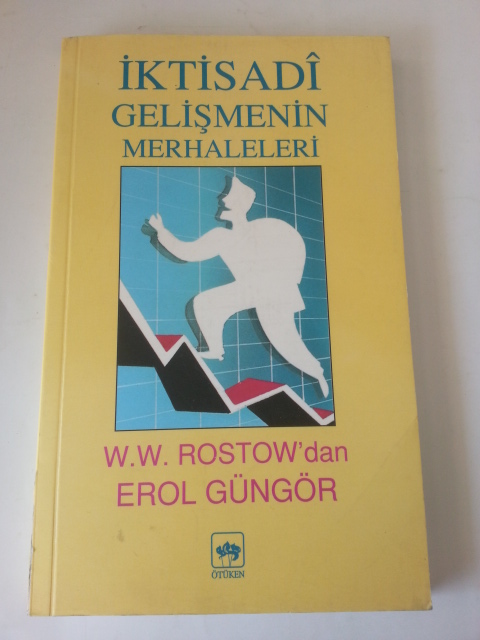 İKTİSADÎ
GELİŞMENİN
MERHALELERİ
W.W. ROSTOW'dan
EROL GÜNGÖR
ÖTÜKEN